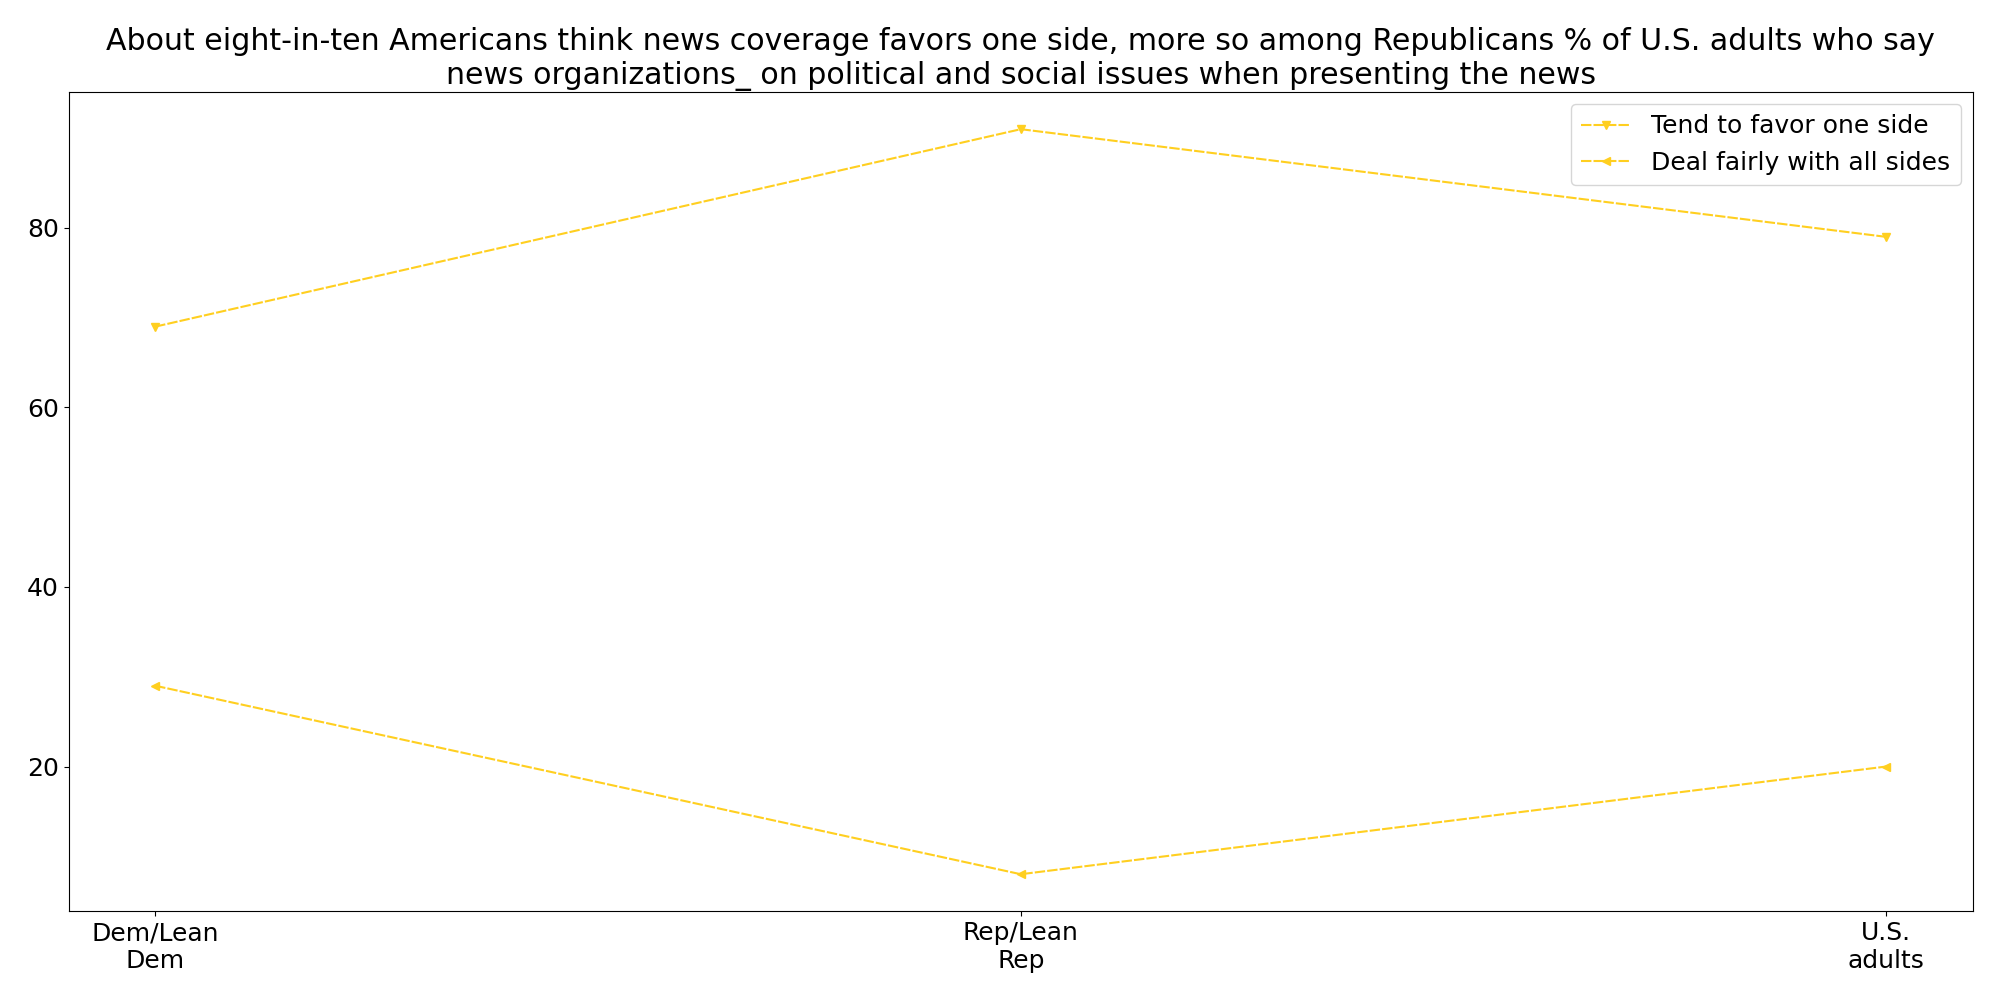 About eight-in-ten Americans think news coverage favors one side, more so among Republicans % of U.S. adults who say
news organizations_ on political and social issues when presenting the news
Tend to favor one side
Deal fairly with all sides
80
60
40
20
Dem/Lean
Dem
Rep/Lean
Rep
U.S.
adults